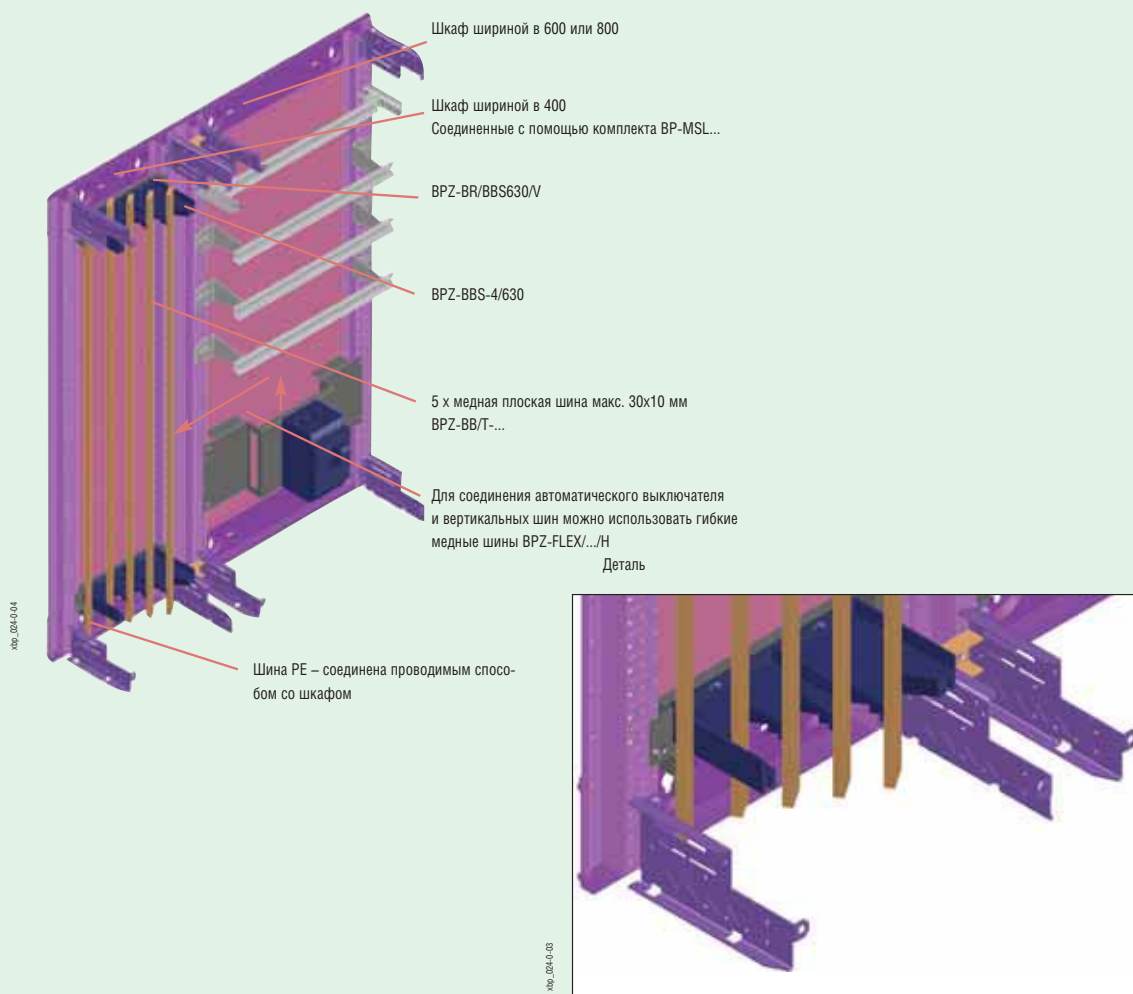 Шкаф шириной в 600 или 800
Шкаф шириной в 400
Соединенные с помощью комплекта BP-MSL...
BPZ-BR/BBS630/V
BPZ-BBS-4/630
5 x медная плоская шина макс. 30x10 мм
BPZ-BB/T-...
Для соединения автоматического выключателя
и вертикальных шин можно использовать гибкие
медные шины BPZ-FLEX/.../H
Деталь
xbp_024-0-04
Шина PE – соединена проводимым спосо-
бом со шкафом
xbp_024-0-03